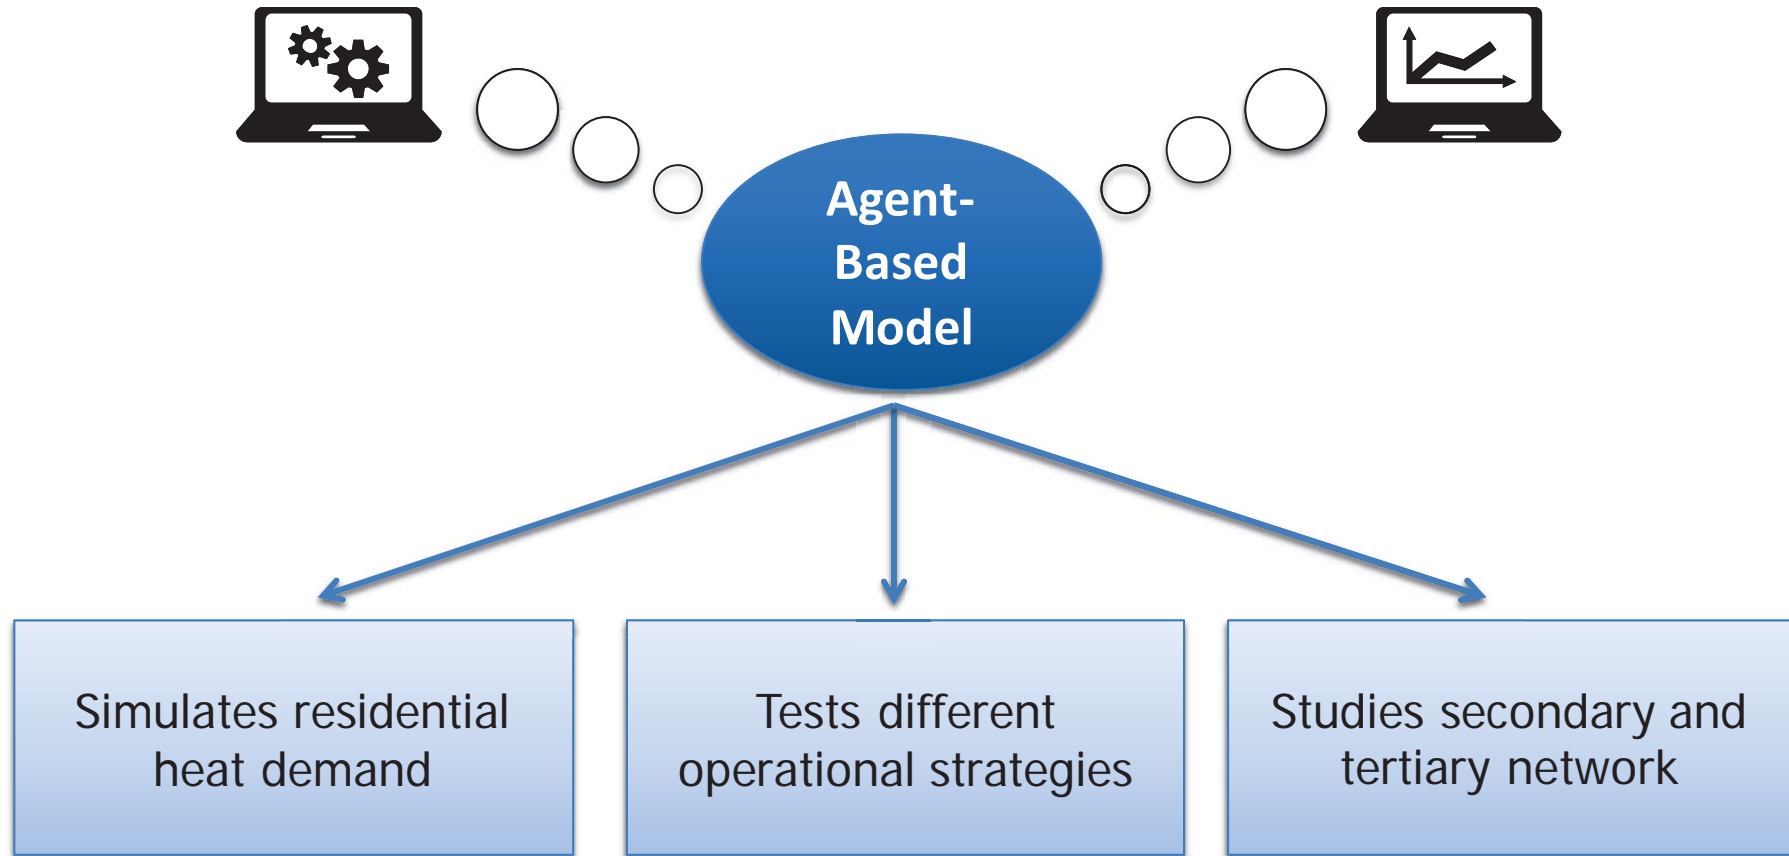 Agent-
Based
Model
Simulates residential
heat demand
Tests different
operational strategies
Studies secondary and
tertiary network